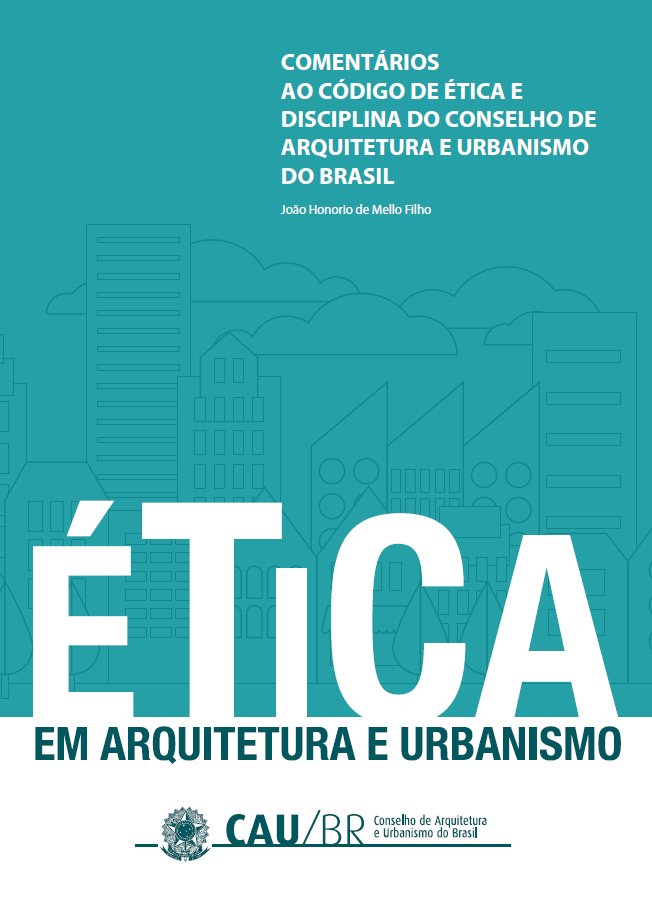 COMENTÁRIOS
AO CÓDIGO DE ÉTICA E
DISCIPLINA DO CONSELHO DE
ARQUITETURA E URBANISMO
DO BRASIL
João Honorio de Mello Filho
ÉTiCA
EM ARQUITETURA E URBANISMO
CAU/BR
Conselho de Arquitetura
e Urbanismo do Brasil